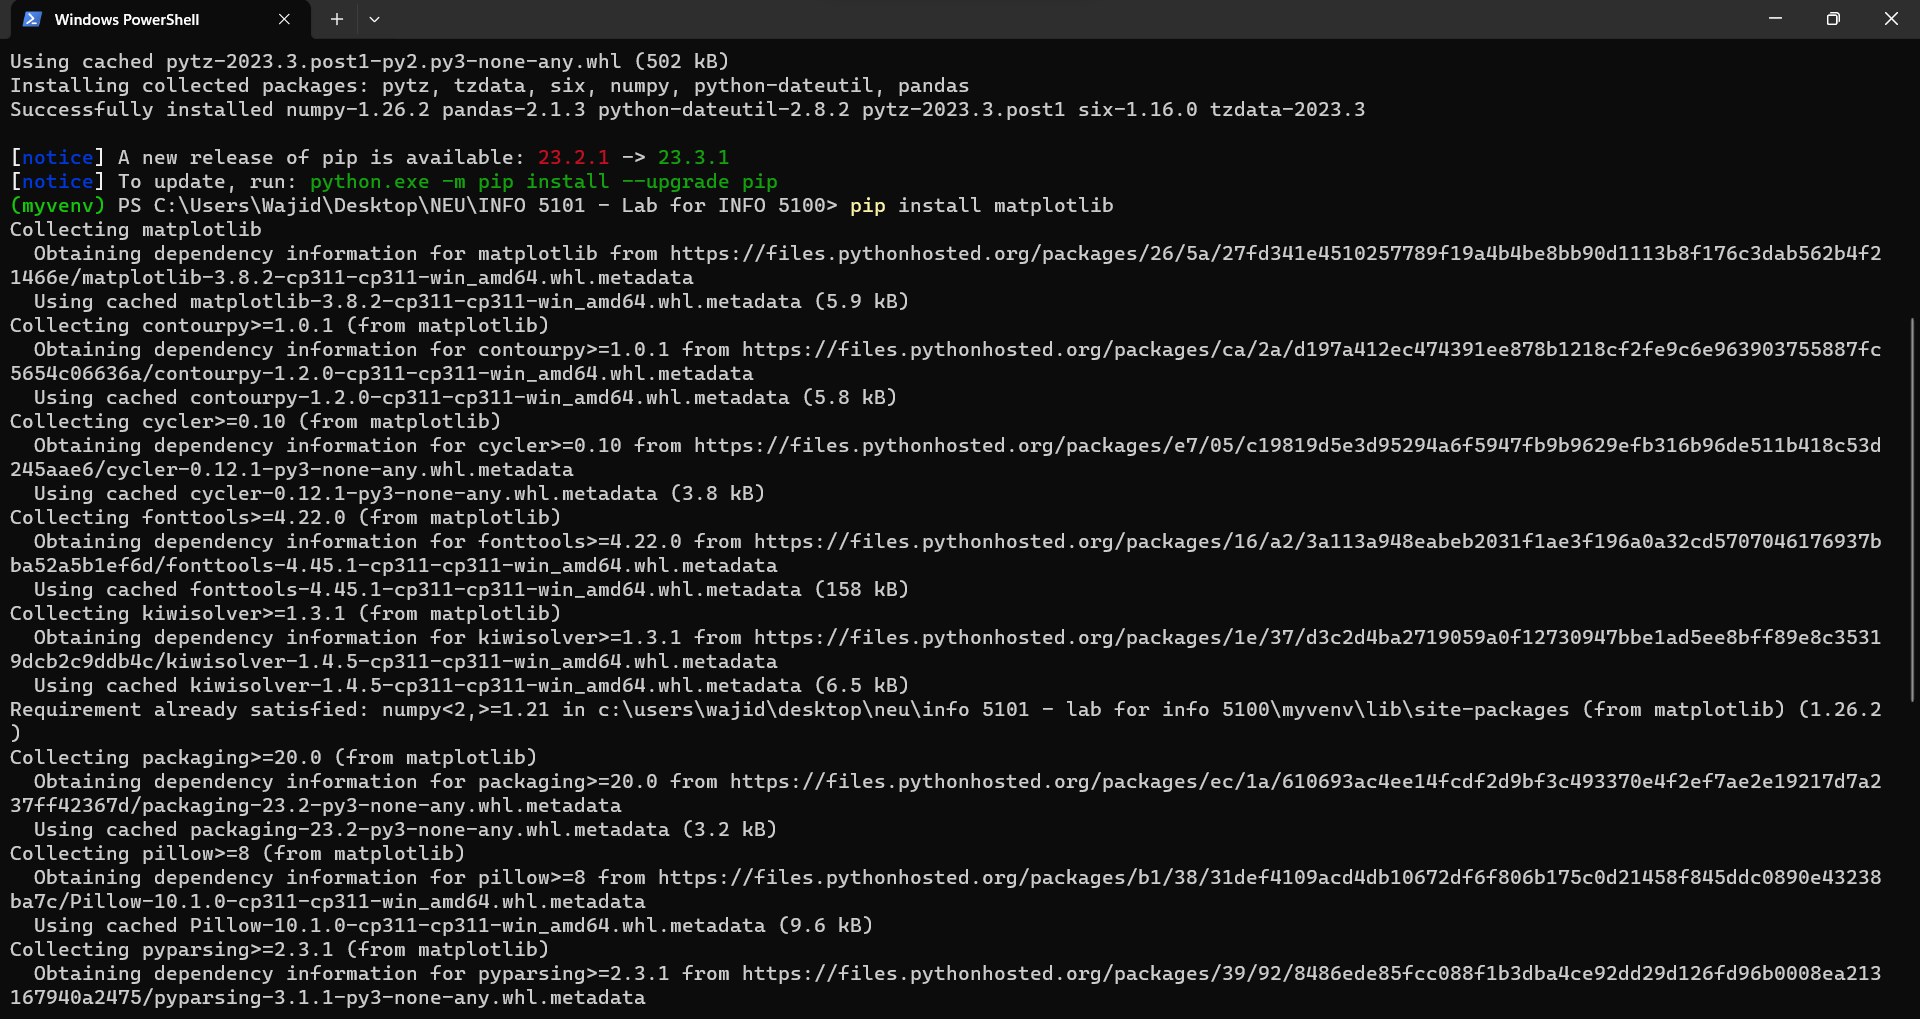 Windows PowerShell
Using cached pytz-2023.3.post1-py2.py3-none-any.whl (502 kB)
Installing collected packages: pytz, tzdata, six, numpy, python-dateutil, pandas
Successfully installed numpy-1.26.2 pandas-2.1.3 python-dateutil-2.8.2 pytz-2023.3.post1 six-1.16.0 tzdata-2023.3
[notice] A new release of pip is available: 23.2.1 -> 23.3.1
[notice] To update, run: python.exe -m pip install --upgrade pip
(myvenv) PS C:\Users\Wajid\Desktop\NEU\INFO 5101 - Lab for INFO 5100> pip install matplotlib
Collecting matplotlib
  Obtaining dependency information for matplotlib from https://files.pythonhosted.org/packages/26/5a/27fd341e4510257789f19a4b4be8bb90d1113b8f176c3dab562b4f2
1466e/matplotlib-3.8.2-cp311-cp311-win_amd64.whl.metadata
  Using cached matplotlib-3.8.2-cp311-cp311-win_amd64.whl.metadata (5.9 kB)
Collecting contourpy>=1.0.1 (from matplotlib)
  Obtaining dependency information for contourpy>=1.0.1 from https://files.pythonhosted.org/packages/ca/2a/d197a412ec474391ee878b1218cf2fe9c6e963903755887fc
5654c06636a/contourpy-1.2.0-cp311-cp311-win_amd64.whl.metadata
  Using cached contourpy-1.2.0-cp311-cp311-win_amd64.whl.metadata (5.8 kB)
Collecting cycler>=0.10 (from matplotlib)
  Obtaining dependency information for cycler>=0.10 from https://files.pythonhosted.org/packages/e7/05/c19819d5e3d95294a6f5947fb9b9629efb316b96de511b418c53d
245aae6/cycler-0.12.1-py3-none-any.whl.metadata
  Using cached cycler-0.12.1-py3-none-any.whl.metadata (3.8 kB)
Collecting fonttools>=4.22.0 (from matplotlib)
  Obtaining dependency information for fonttools>=4.22.0 from https://files.pythonhosted.org/packages/16/a2/3a113a948eabeb2031f1ae3f196a0a32cd5707046176937b
ba52a5b1ef6d/fonttools-4.45.1-cp311-cp311-win_amd64.whl.metadata
  Using cached fonttools-4.45.1-cp311-cp311-win_amd64.whl.metadata (158 kB)
Collecting kiwisolver>=1.3.1 (from matplotlib)
  Obtaining dependency information for kiwisolver>=1.3.1 from https://files.pythonhosted.org/packages/1e/37/d3c2d4ba2719059a0f12730947bbe1ad5ee8bff89e8c3531
9dcb2c9ddb4c/kiwisolver-1.4.5-cp311-cp311-win_amd64.whl.metadata
  Using cached kiwisolver-1.4.5-cp311-cp311-win_amd64.whl.metadata (6.5 kB)
Requirement already satisfied: numpy<2,>=1.21 in c:\users\wajid\desktop\neu\info 5101 - lab for info 5100\myvenv\lib\site-packages (from matplotlib) (1.26.2
)
Collecting packaging>=20.0 (from matplotlib)
  Obtaining dependency information for packaging>=20.0 from https://files.pythonhosted.org/packages/ec/1a/610693ac4ee14fcdf2d9bf3c493370e4f2ef7ae2e19217d7a2
37ff42367d/packaging-23.2-py3-none-any.whl.metadata
  Using cached packaging-23.2-py3-none-any.whl.metadata (3.2 kB)
Collecting pillow>=8 (from matplotlib)
  Obtaining dependency information for pillow>=8 from https://files.pythonhosted.org/packages/b1/38/31def4109acd4db10672df6f806b175c0d21458f845ddc0890e43238
ba7c/Pillow-10.1.0-cp311-cp311-win_amd64.whl.metadata
  Using cached Pillow-10.1.0-cp311-cp311-win_amd64.whl.metadata (9.6 kB)
Collecting pyparsing>=2.3.1 (from matplotlib)
  Obtaining dependency information for pyparsing>=2.3.1 from https://files.pythonhosted.org/packages/39/92/8486ede85fcc088f1b3dba4ce92dd29d126fd96b0008ea213
167940a2475/pyparsing-3.1.1-py3-none-any.whl.metadata